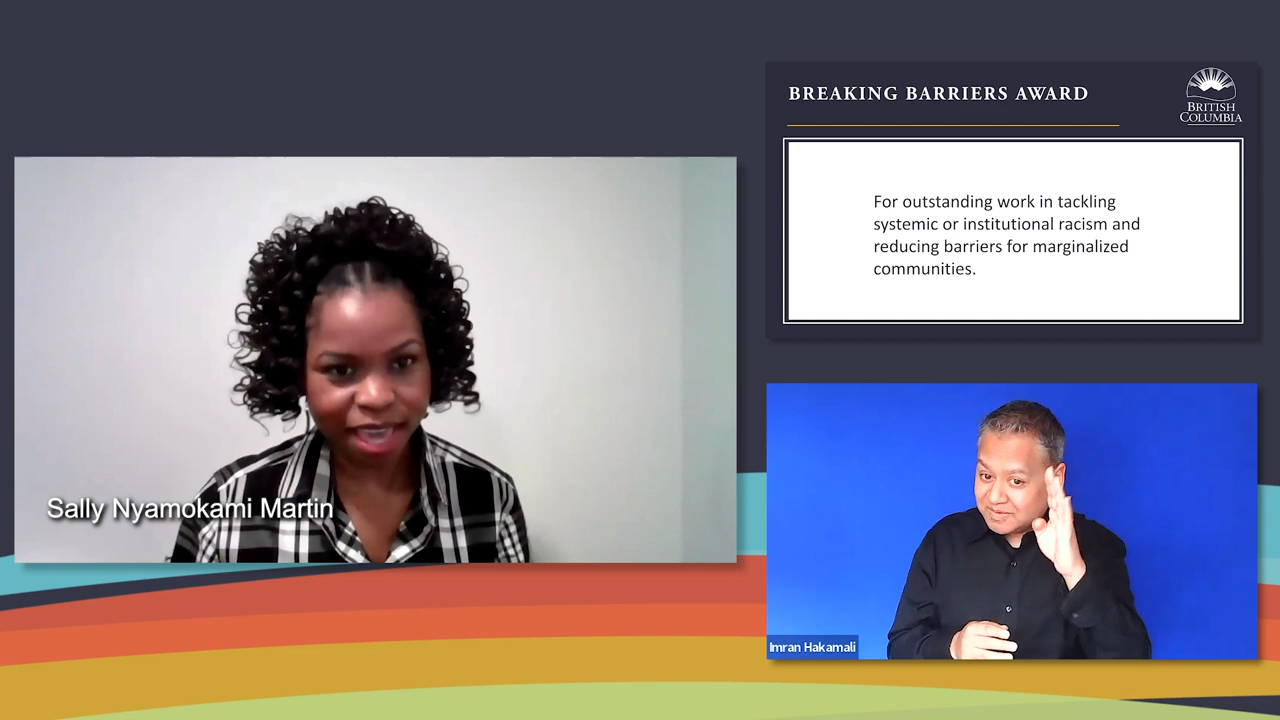 BREAKING BARRIERS AWARD
BRITISH
COLUMBIA
For outstanding work in tackling
systemic or institutional racism and
reducing barriers for marginalized
communities.
Sally Nyamokami Martin
Imran Hakamali